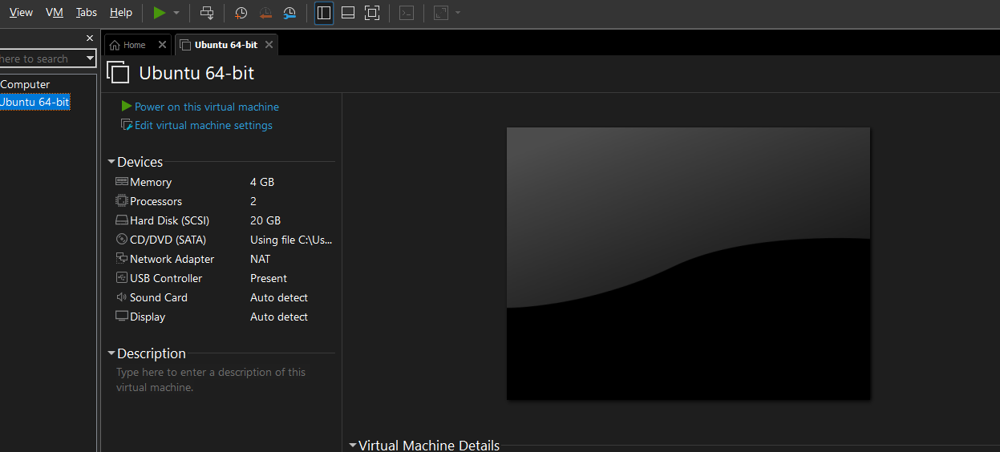 View VM Tabs Help
here to search
Computer
Ubuntu 64-bit
Home
Ubuntu 64-bit
Ubuntu 64-bit
Power on this virtual machine
Edit virtual machine settings
Devices
Memory 4 GB
Processors 2
Hard Disk (SCSI) 20 GB
CD/DVD (SATA) Using file C:\Us...
Network Adapter NAT
USB Controller Present
Sound Card Auto detect
Display Auto detect
Description
Type here to enter a description of this
virtual machine.
Virtual Machine Details